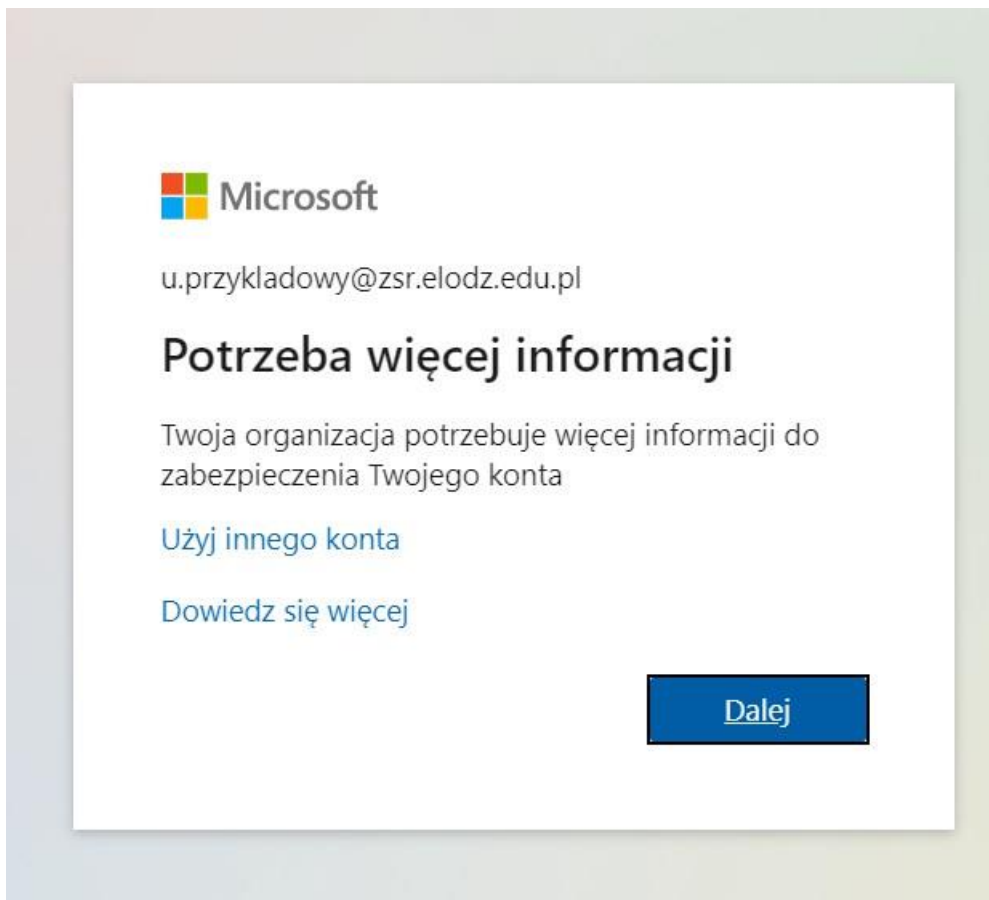 Microsoft
u.przykladowy@zsr.elodz.edu.pl
Potrzeba więcej informacji
Twoja organizacja potrzebuje więcej informacji do
zabezpieczenia Twojego konta
Użyj innego konta
Dowiedz się więcej
Dalej